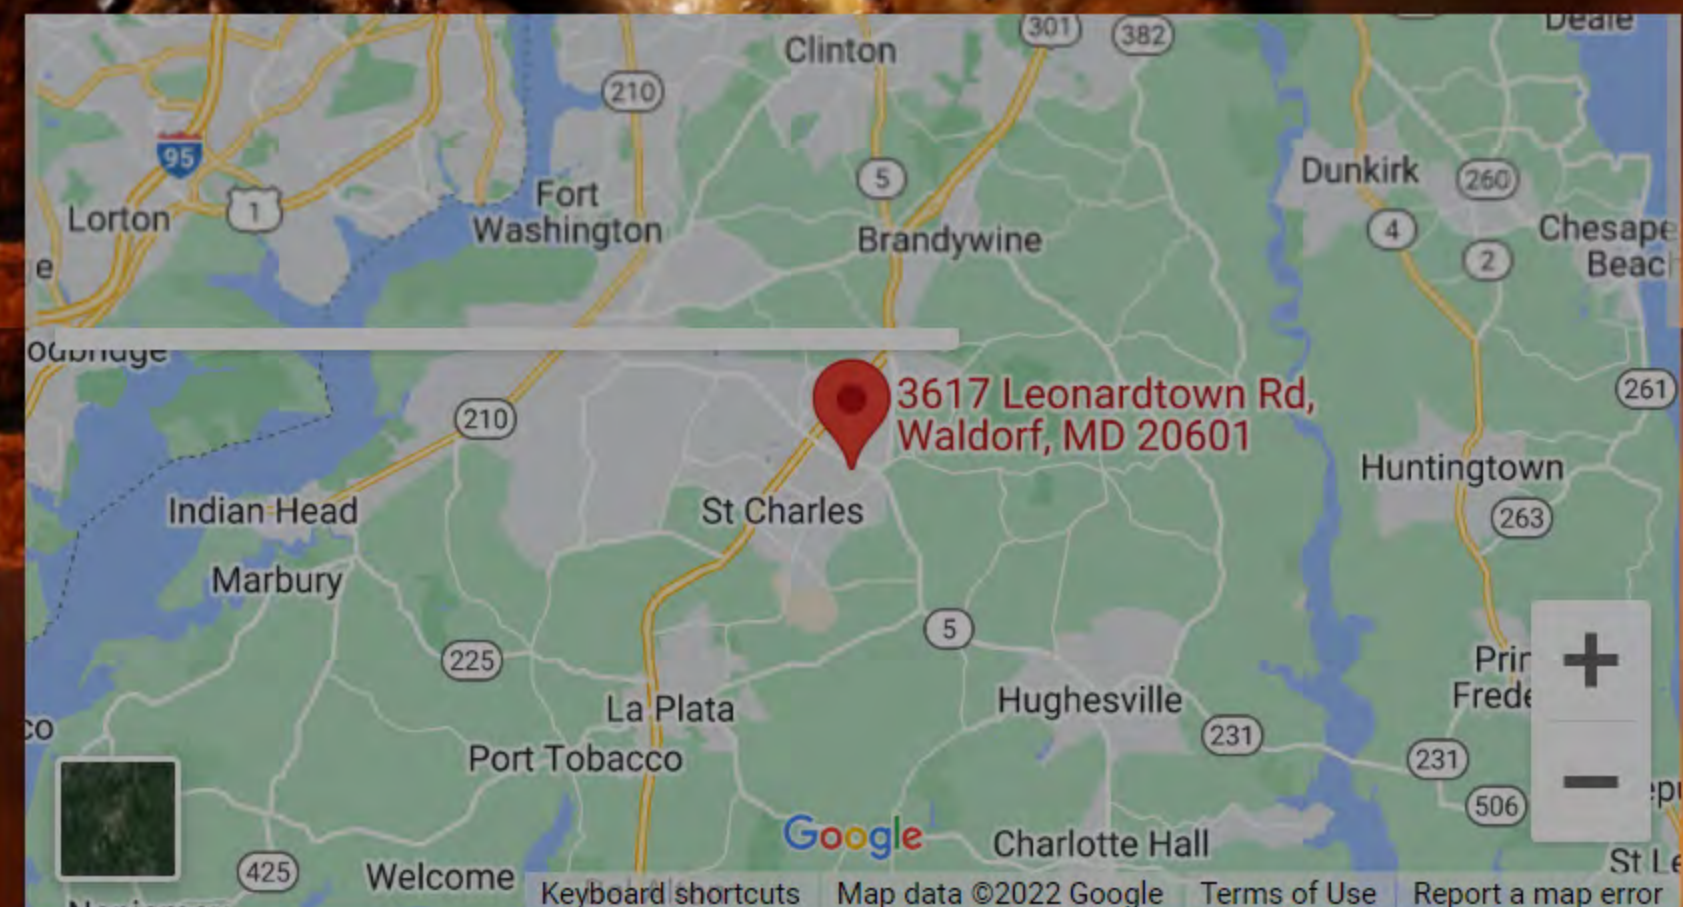 301
382
Deale
Clinton
210
95
5
Dunkirk
260
Lorton
1
Fort
Washington
Brandywine
4
Chesape
Beac
2
e
210
3617 Leonardtown Rd,
Waldorf, MD 20601
261
Huntingtown
Indian Head
St Charles
263
Marbury
5
225
Prin
Frede
La Plata
Hughesville
co
231
231
Port Tobacco
506
Google
Charlotte Hall
425
Welcome
St Le
Keyboard shortcuts
Map data ©2022 Google
Terms of Use
Report a map error